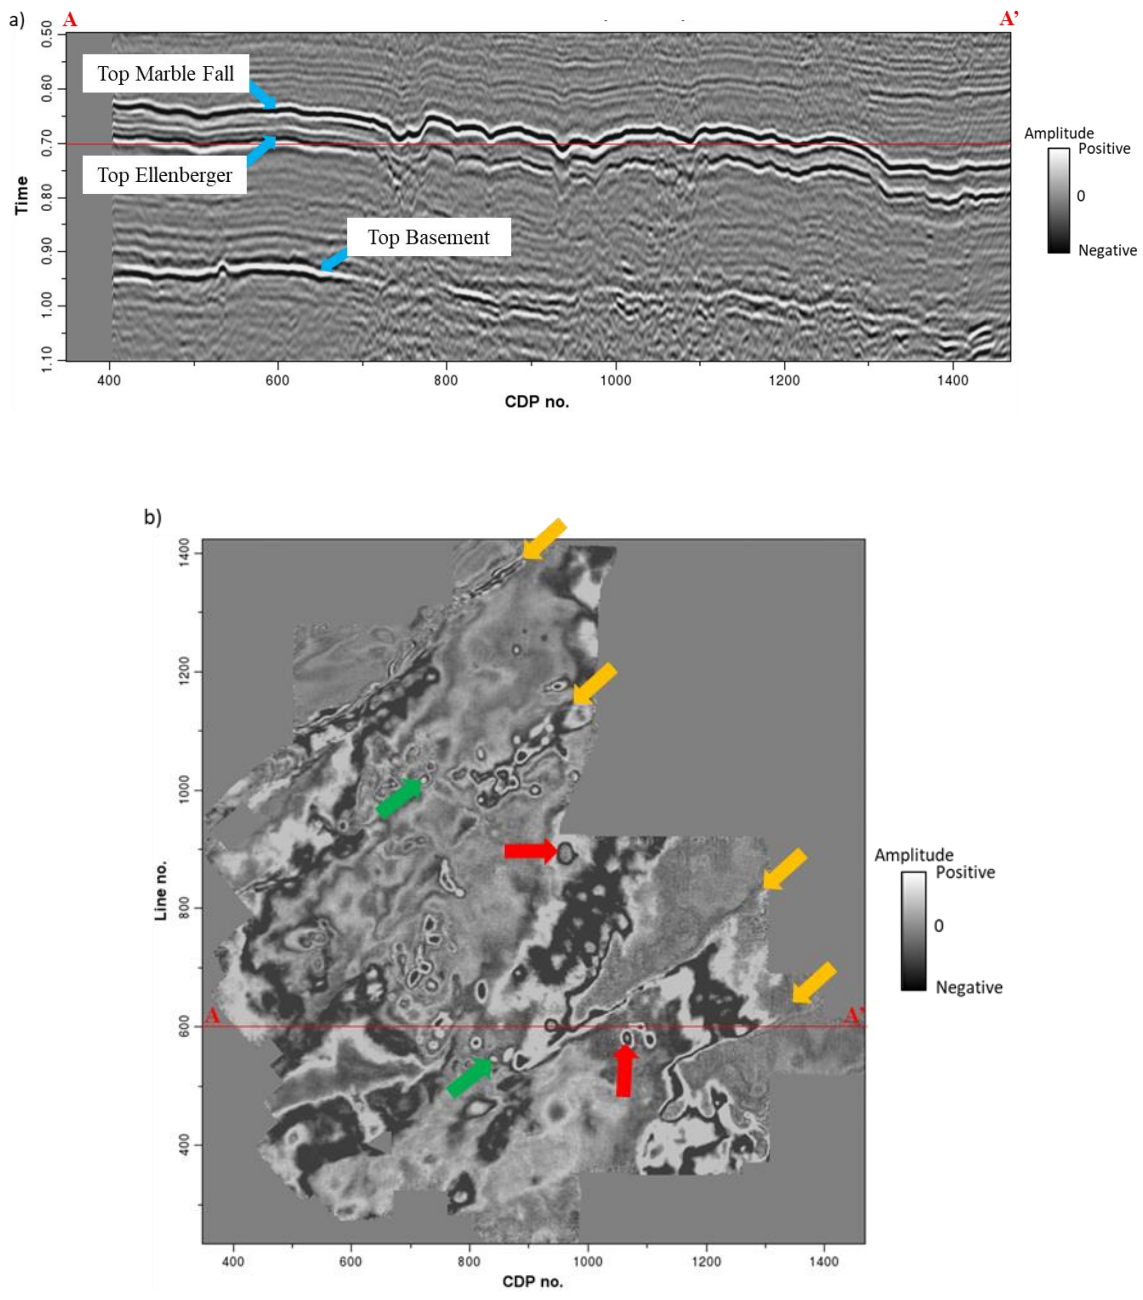 a)
A
A’
0.50
0.60
0.70
0.80
0.90
1.00
1.10
Time
Top Marble Fall
Top Ellenberger
Top Basement
400
600
800
1000
1200
1400
CDP no.
Amplitude
Positive
0
Negative
b)
1400
1200
1000
800
600
400
Line no.
A
A’
400
600
800
1000
1200
1400
CDP no.
Amplitude
Positive
0
Negative